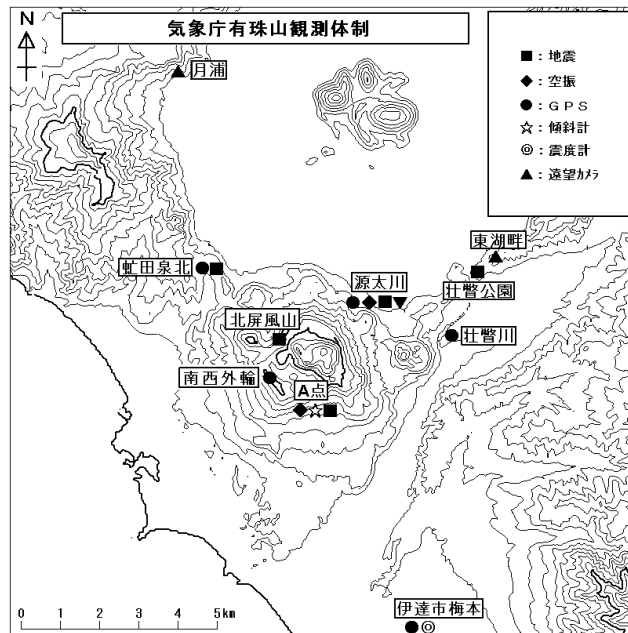 気象庁有珠山観測体制
N
■：地震
◆：空振
●：GPS
☆：傾斜計
◎：震度計
▲：遠望カメラ
月浦
東湖畔
虻田泉北
源太川
壮瞥公園
北屏風山
壮瞥川
南西外輪
A点
伊達市梅本
0 1 2 3 4 5km